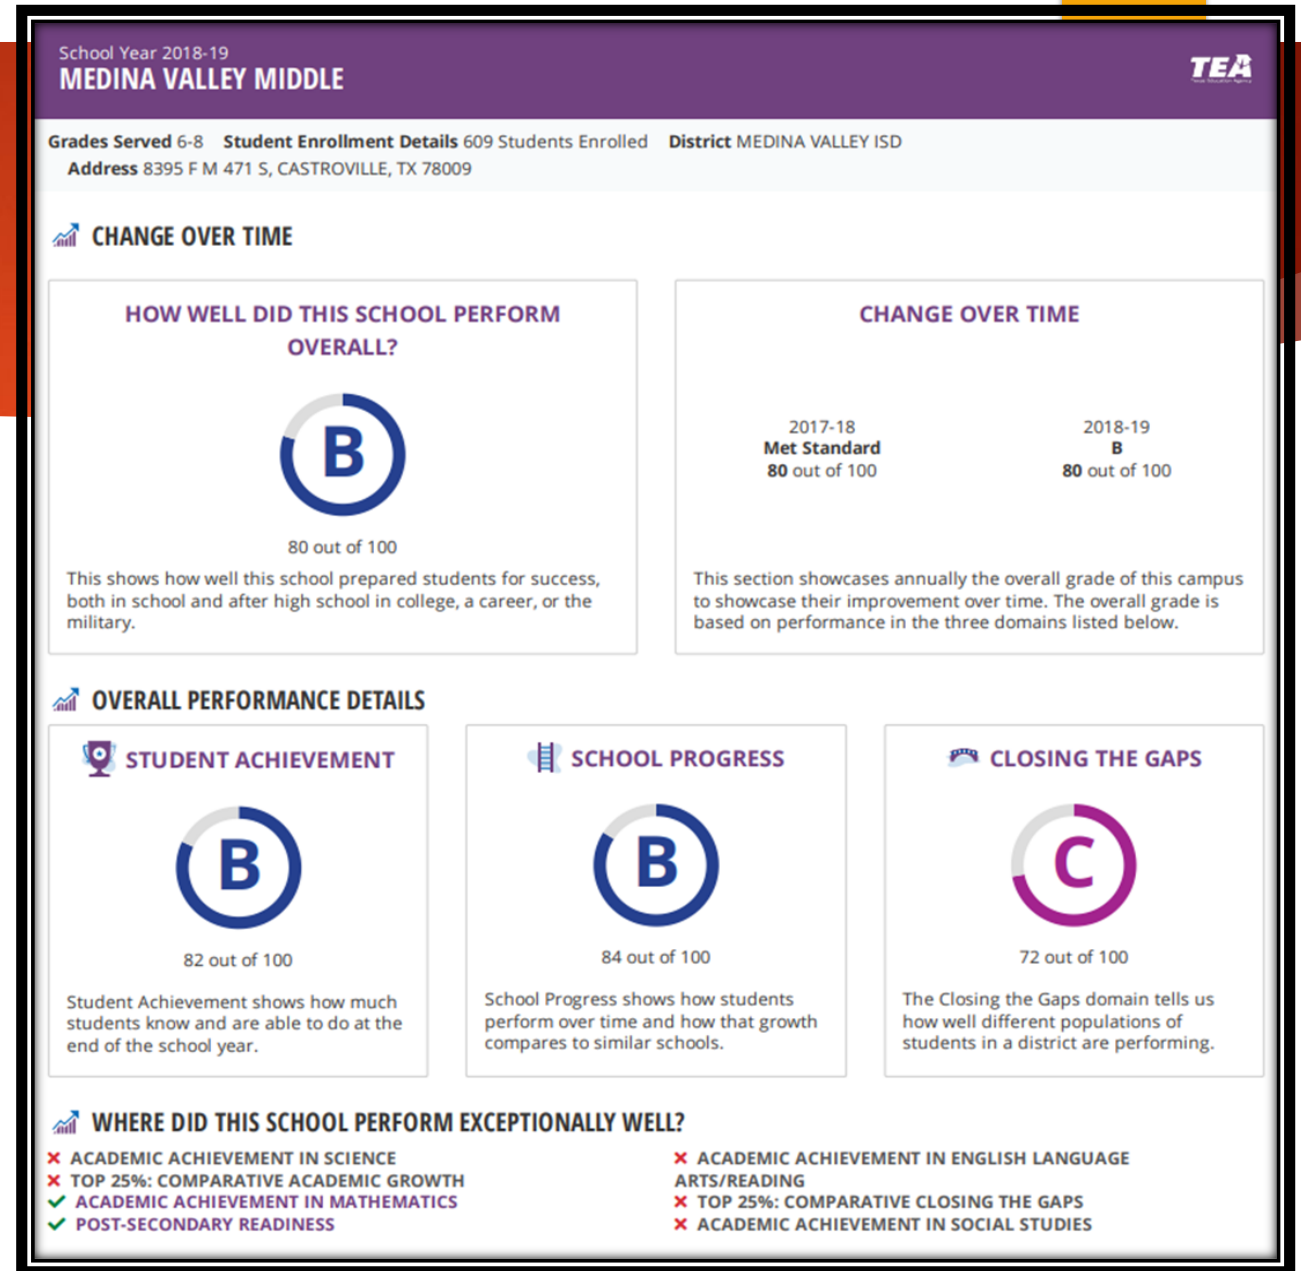 School Year 2018-19
MEDINA VALLEY MIDDLE
TEA
Texas Education Agency
Grades Served 6-8 Student Enrollment Details 609 Students Enrolled District MEDINA VALLEY ISD
Address 8395 F M 471 S, CASTROVILLE, TX 78009
CHANGE OVER TIME
HOW WELL DID THIS SCHOOL PERFORM
OVERALL?
B
80 out of 100
This shows how well this school prepared students for success,
both in school and after high school in college, a career, or the
military.
CHANGE OVER TIME
2017-18
Met Standard
80 out of 100
2018-19
B
80 out of 100
This section showcases annually the overall grade of this campus
to showcase their improvement over time. The overall grade is
based on performance in the three domains listed below.
OVERALL PERFORMANCE DETAILS
STUDENT ACHIEVEMENT
B
82 out of 100
Student Achievement shows how much
students know and are able to do at the
end of the school year.
SCHOOL PROGRESS
B
84 out of 100
School Progress shows how students
perform over time and how that growth
compares to similar schools.
CLOSING THE GAPS
C
72 out of 100
The Closing the Gaps domain tells us
how well different populations of
students in a district are performing.
WHERE DID THIS SCHOOL PERFORM EXCEPTIONALLY WELL?
ACADEMIC ACHIEVEMENT IN SCIENCE
TOP 25%: COMPARATIVE ACADEMIC GROWTH
ACADEMIC ACHIEVEMENT IN MATHEMATICS
POST-SECONDARY READINESS
ACADEMIC ACHIEVEMENT IN ENGLISH LANGUAGE
ARTS/READING
TOP 25%: COMPARATIVE CLOSING THE GAPS
ACADEMIC ACHIEVEMENT IN SOCIAL STUDIES